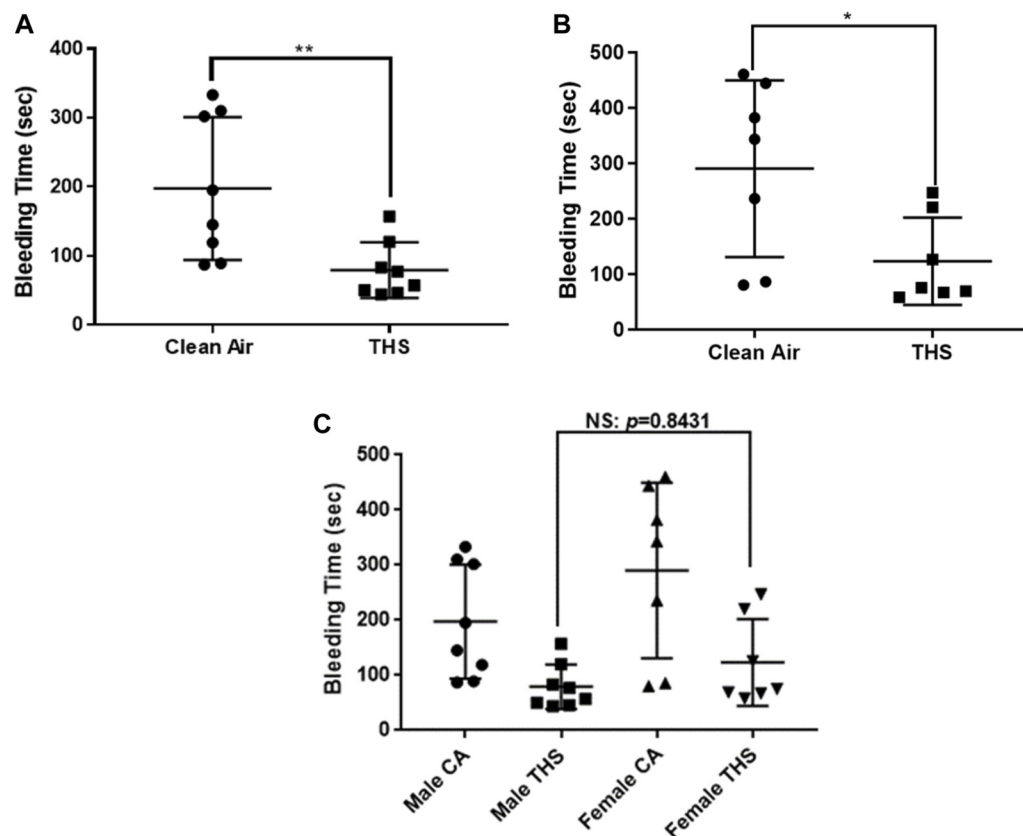 A
**
Bleeding Time (sec)
400
300
200
100
0
Clean Air
THS
B
*
Bleeding Time (sec)
500
400
300
200
100
0
Clean Air
THS
C
NS: p=0.8431
Bleeding Time (sec)
500
400
300
200
100
0
Male CA
Male THS
Female CA
Female THS